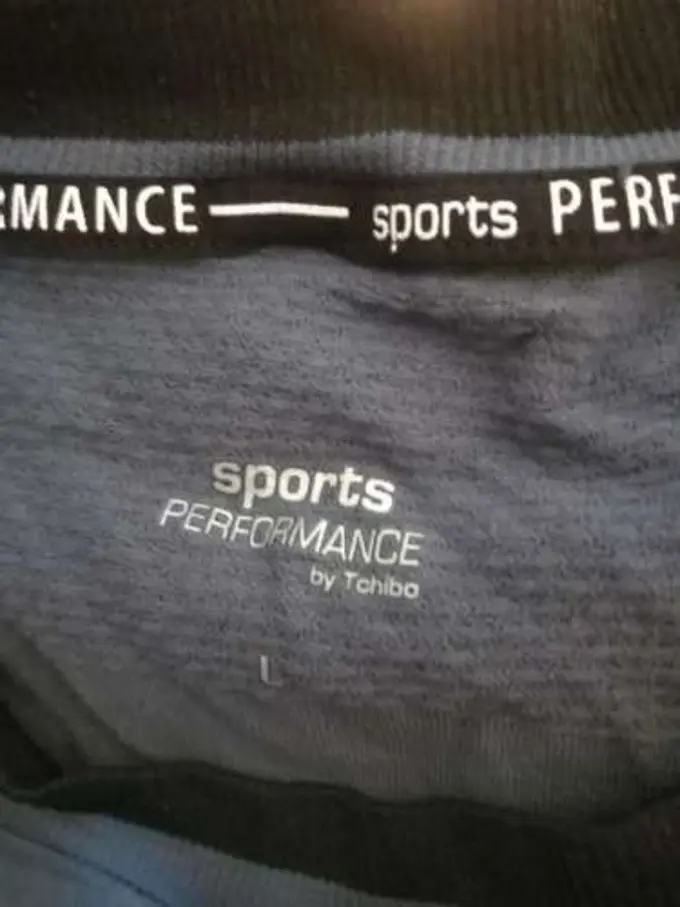 RMANCE — sports PERF
sports
PERFORMANCE
by Tchibo
L